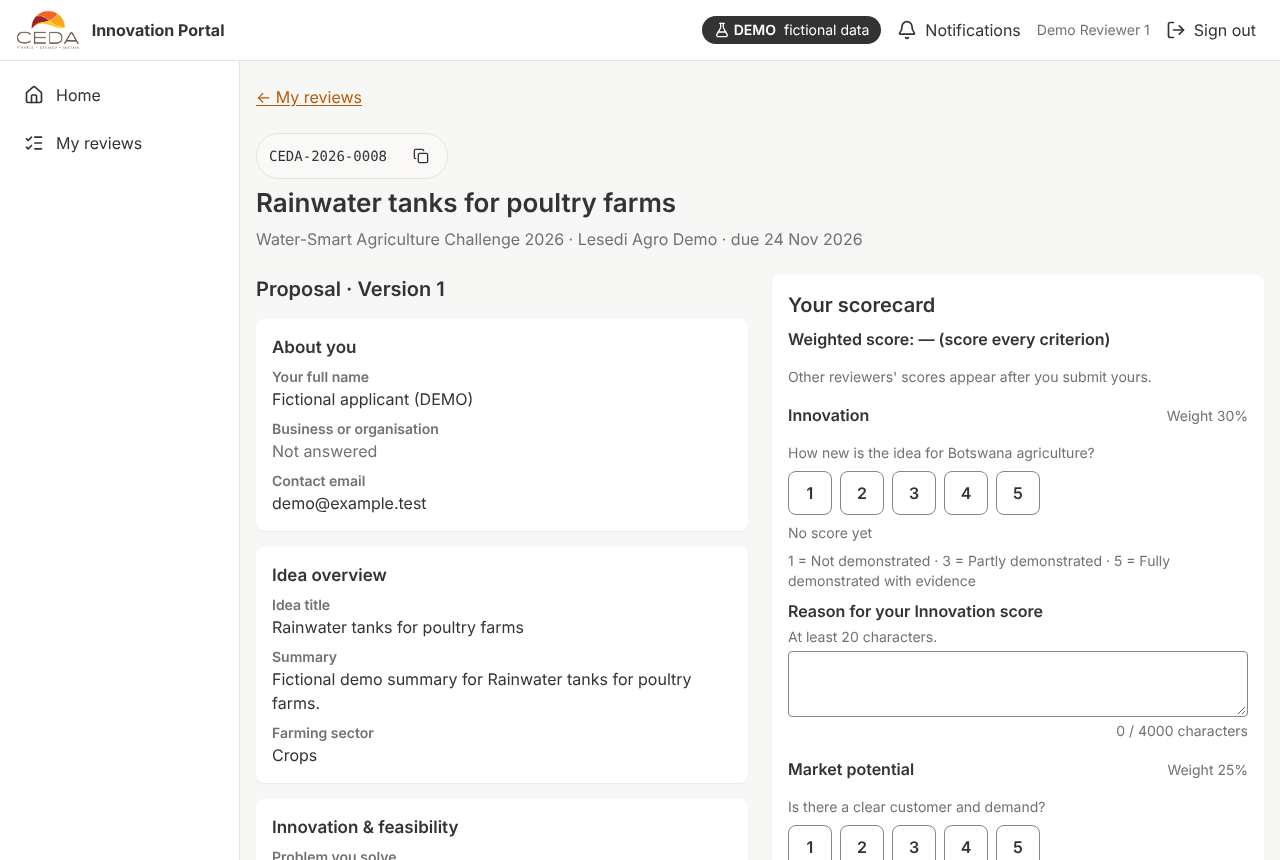 CEDA
Innovation Portal
DEMO fictional data
Notifications
Demo Reviewer 1
Sign out
Home
My reviews
← My reviews
CEDA-2026-0008
Rainwater tanks for poultry farms
Water-Smart Agriculture Challenge 2026 · Lesedi Agro Demo · due 24 Nov 2026
Proposal · Version 1
About you
Your full name
Fictional applicant (DEMO)
Business or organisation
Not answered
Contact email
demo@example.test
Idea overview
Idea title
Rainwater tanks for poultry farms
Summary
Fictional demo summary for Rainwater tanks for poultry
farms.
Farming sector
Crops
Innovation & feasibility
Problem you solve
Your scorecard
Weighted score: — (score every criterion)
Other reviewers' scores appear after you submit yours.
Innovation
Weight 30%
How new is the idea for Botswana agriculture?
1 2 3 4 5
No score yet
1 = Not demonstrated · 3 = Partly demonstrated · 5 = Fully
demonstrated with evidence
Reason for your Innovation score
At least 20 characters.
0 / 4000 characters
Market potential
Weight 25%
Is there a clear customer and demand?
1 2 3 4 5